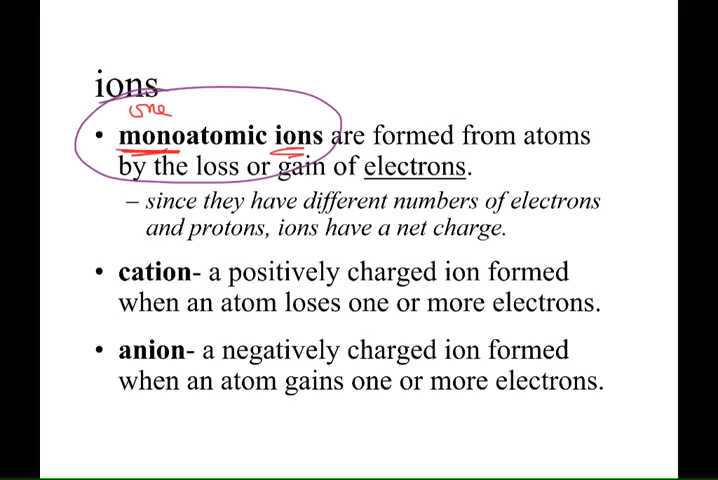 ions
one
• monoatomic ions are formed from atoms
by the loss or gain of electrons.
– since they have different numbers of electrons
and protons, ions have a net charge.
• cation- a positively charged ion formed
when an atom loses one or more electrons.
• anion- a negatively charged ion formed
when an atom gains one or more electrons.